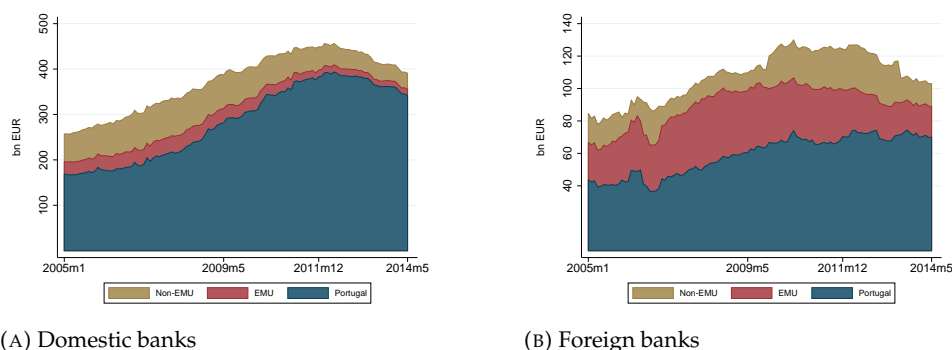 500
400
300
200
100
bn EUR
2005m1 2009m5 2011m12 2014m5
Non-EMU EMU Portugal
(A) Domestic banks
140
120
100
80
60
40
bn EUR
2005m1 2009m5 2011m12 2014m5
Non-EMU EMU Portugal
(B) Foreign banks